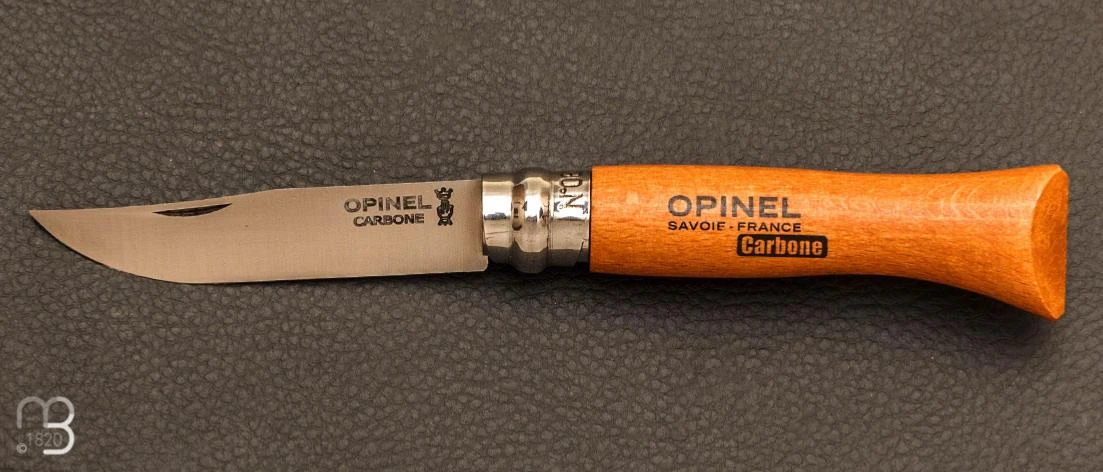 OPINEL
CARBONE
OPINEL
SAVOIE - FRANCE
Carbone
© 1820